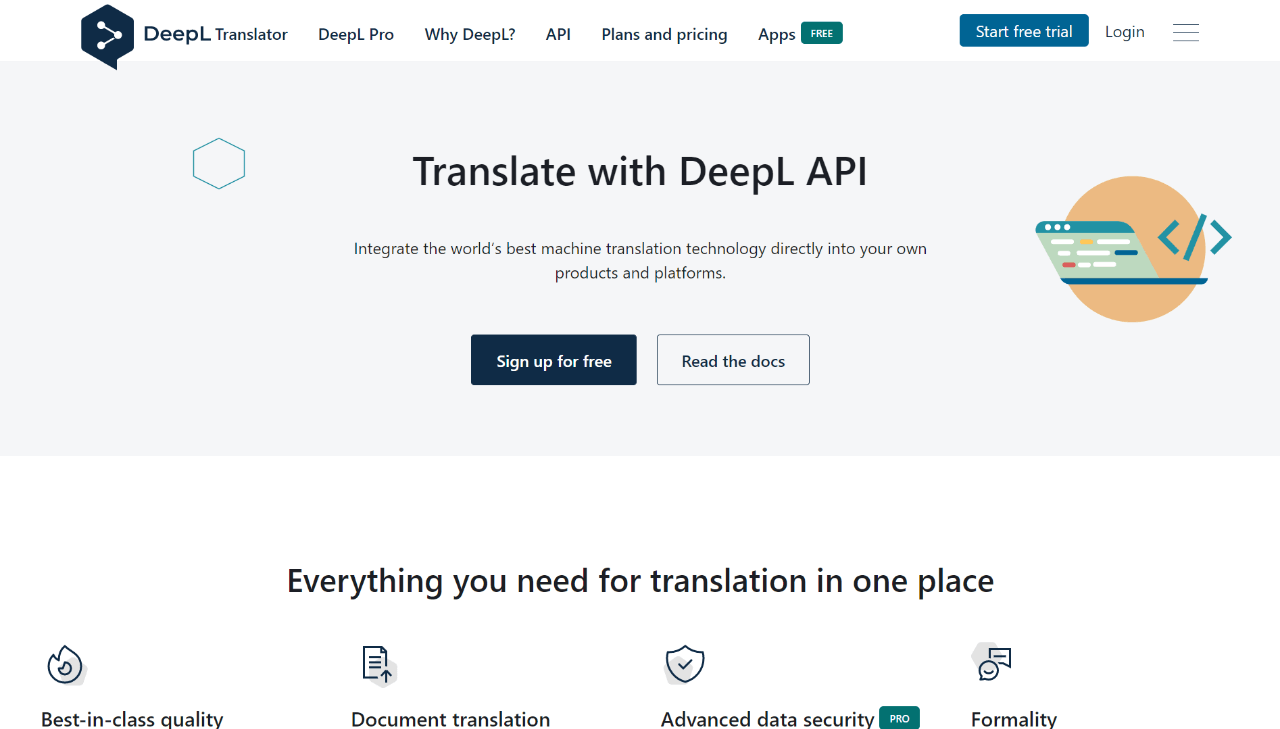 DeepL Translator DeepL Pro Why DeepL? API Plans and pricing Apps FREE Start free trial Login
Translate with DeepL API
Integrate the world's best machine translation technology directly into your own
products and platforms.
Sign up for free Read the docs
Everything you need for translation in one place
Best-in-class quality Document translation Advanced data security PRO Formality